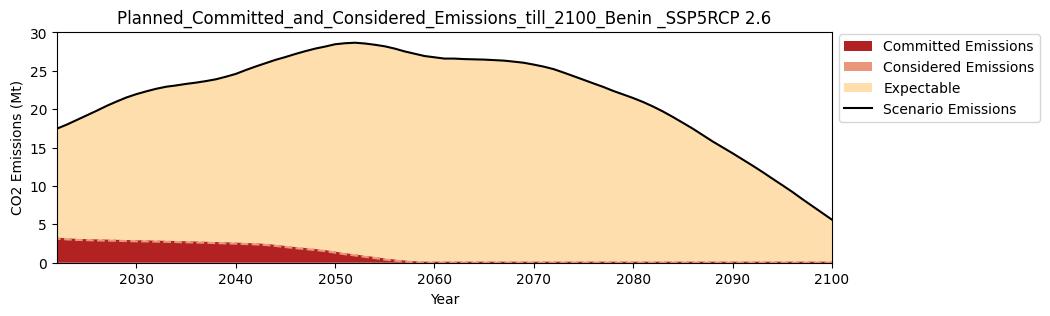 Planned_Committed_and_Considered_Emissions_till_2100_Benin _SSP5RCP 2.6
CO2 Emissions (Mt)
30
25
20
15
10
5
0
2030
2040
2050
2060
2070
2080
2090
2100
Year
Committed Emissions
Considered Emissions
Expectable
Scenario Emissions